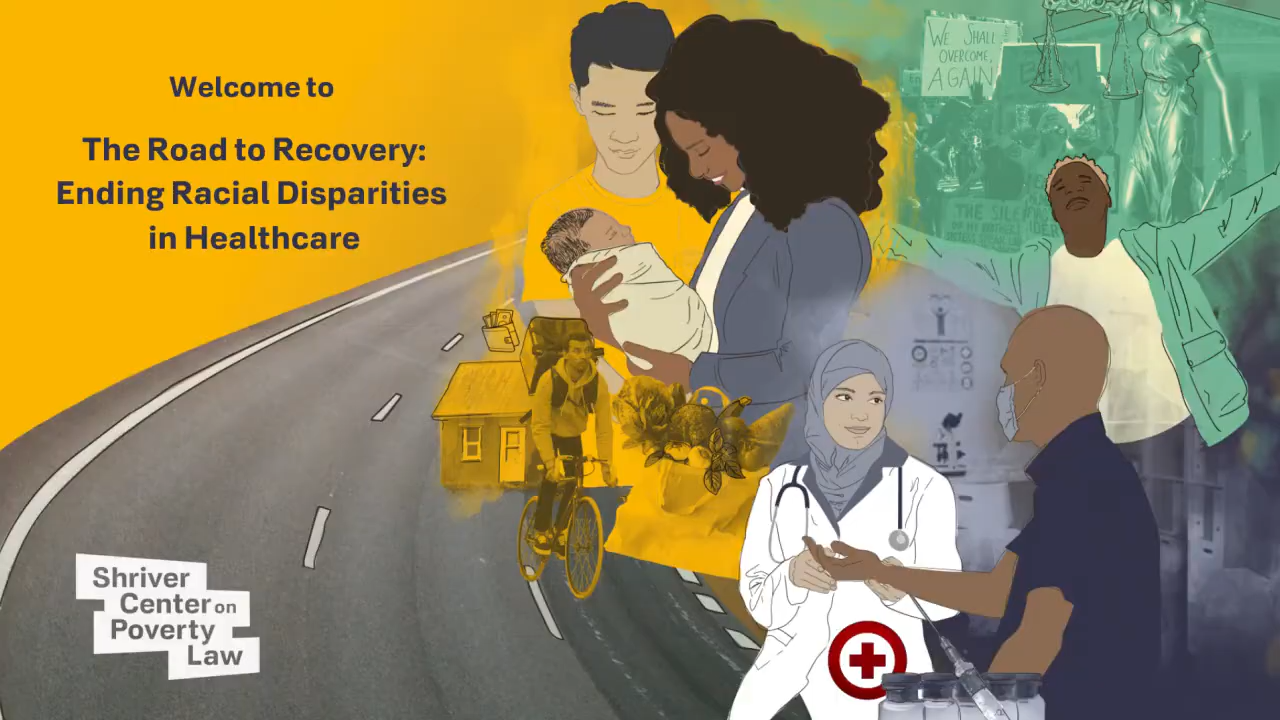 Welcome to
The Road to Recovery:
Ending Racial Disparities
in Healthcare
WE SHALL
OVERCOME,
AGAIN
Shriver
Center on
Poverty
Law